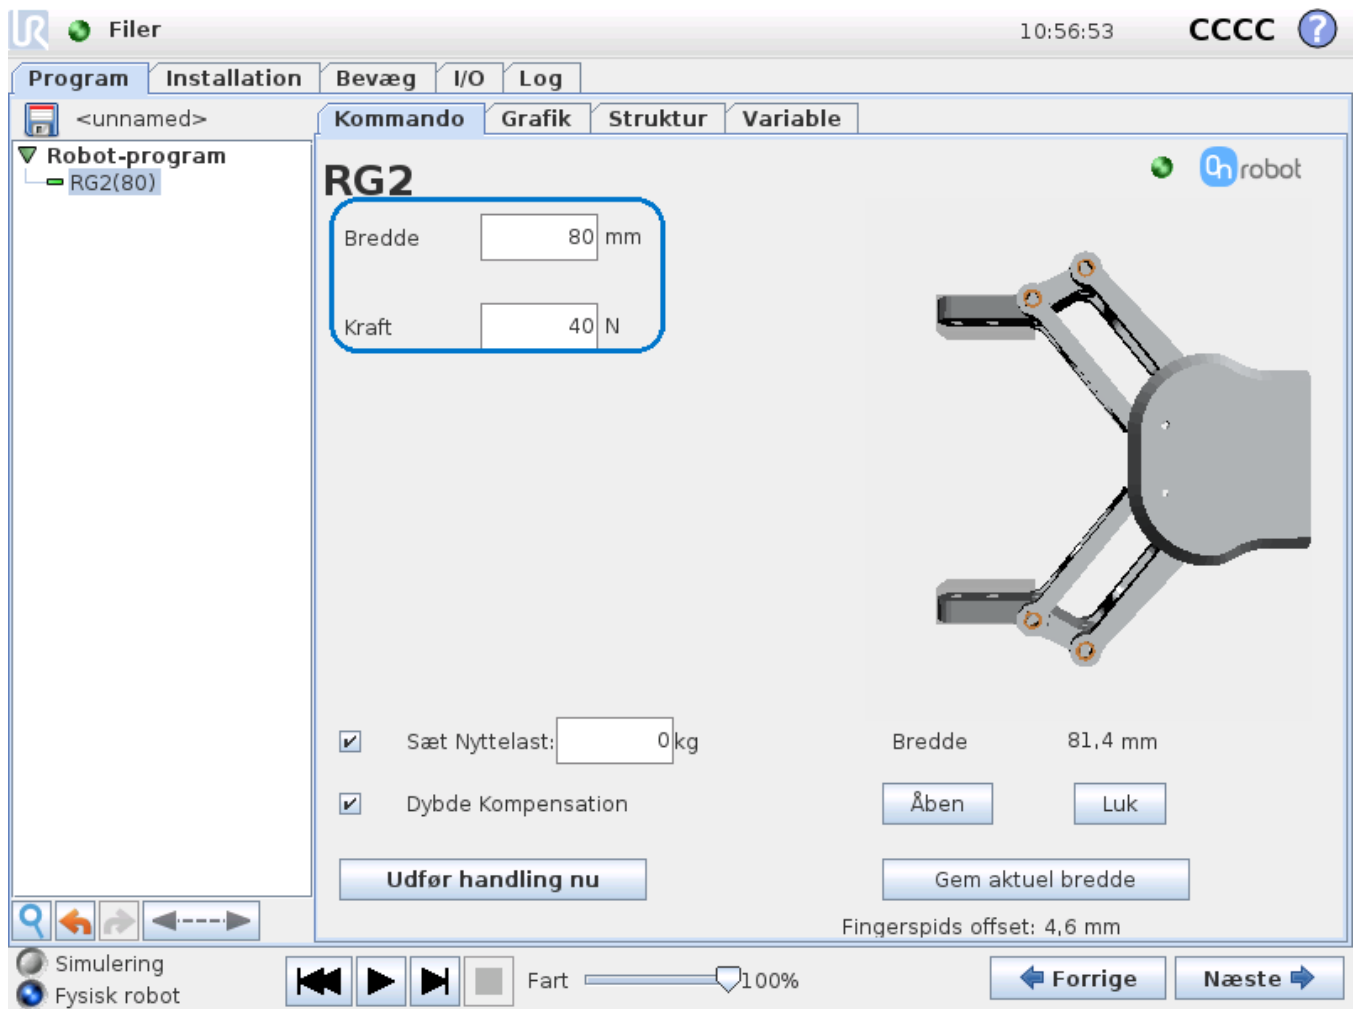 UR Filer 10:56:53 CCCC ?
Program Installation Bevæg I/O Log
<unnamed>
Kommando Grafik Struktur Variable
Robot-program
RG2(80)
RG2
On robot
Bredde 80 mm
Kraft 40 N
Sæt Nyttelast: 0 kg
Bredde 81,4 mm
Dybde Kompensation
Åben Luk
Udfør handling nu
Gem aktuel bredde
Fingerspids offset: 4,6 mm
Simulering
Fysisk robot
Fart 100%
Forrige Næste